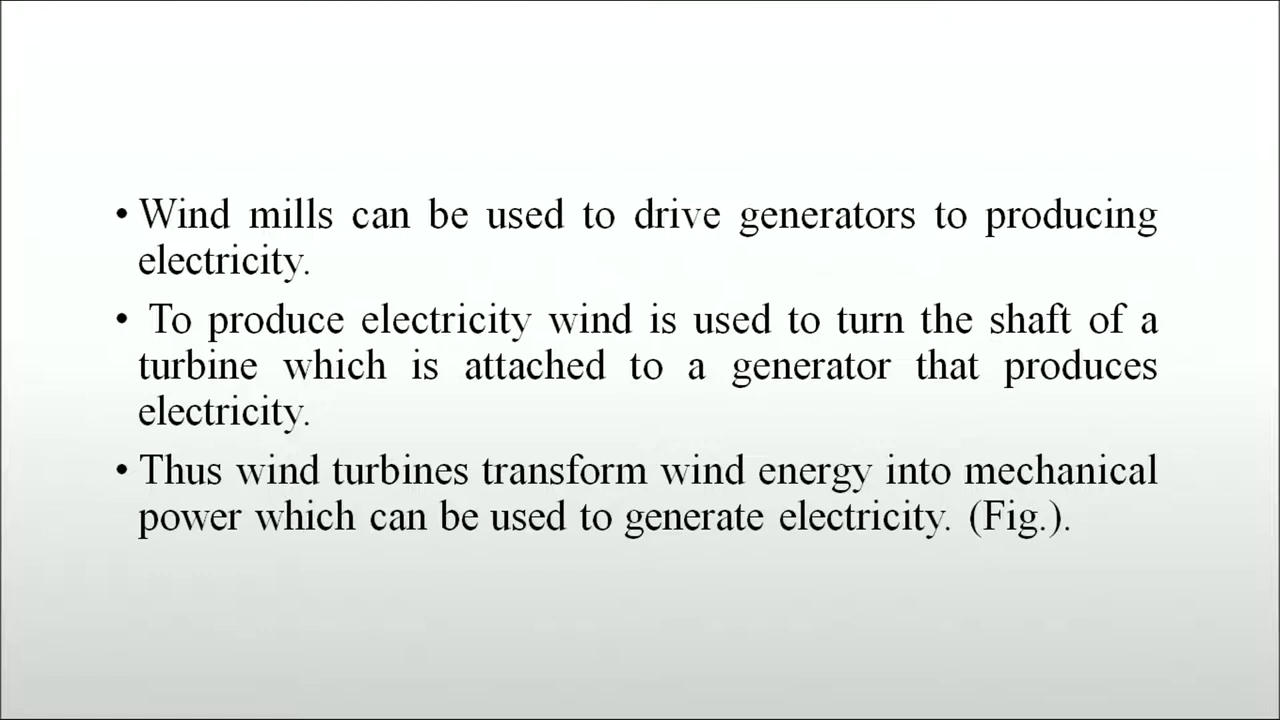 • Wind mills can be used to drive generators to producing
electricity.
• To produce electricity wind is used to turn the shaft of a
turbine which is attached to a generator that produces
electricity.
• Thus wind turbines transform wind energy into mechanical
power which can be used to generate electricity. (Fig.).